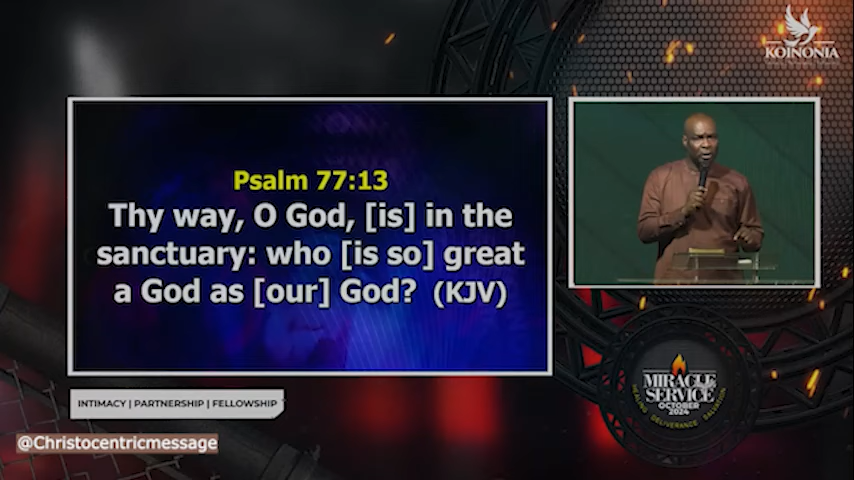 KOINONIA
Psalm 77:13
Thy way, O God, [is] in the
sanctuary: who [is so] great
a God as [our] God? (KJV)
MIRACLE
SERVICE
OCTOBER
2024
HEALING DELIVERANCE SALVATION
INTIMACY | PARTNERSHIP | FELLOWSHIP
@Christocentricmessage